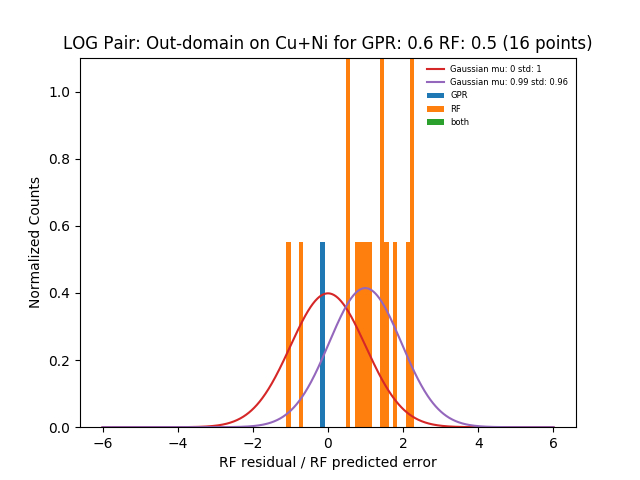 LOG Pair: Out-domain on Cu+Ni for GPR: 0.6 RF: 0.5 (16 points)
Gaussian mu: 0 std: 1
Gaussian mu: 0.99 std: 0.96
GPR
RF
both
Normalized Counts
1.0
0.8
0.6
0.4
0.2
0.0
−6
−4
−2
0
2
4
6
RF residual / RF predicted error